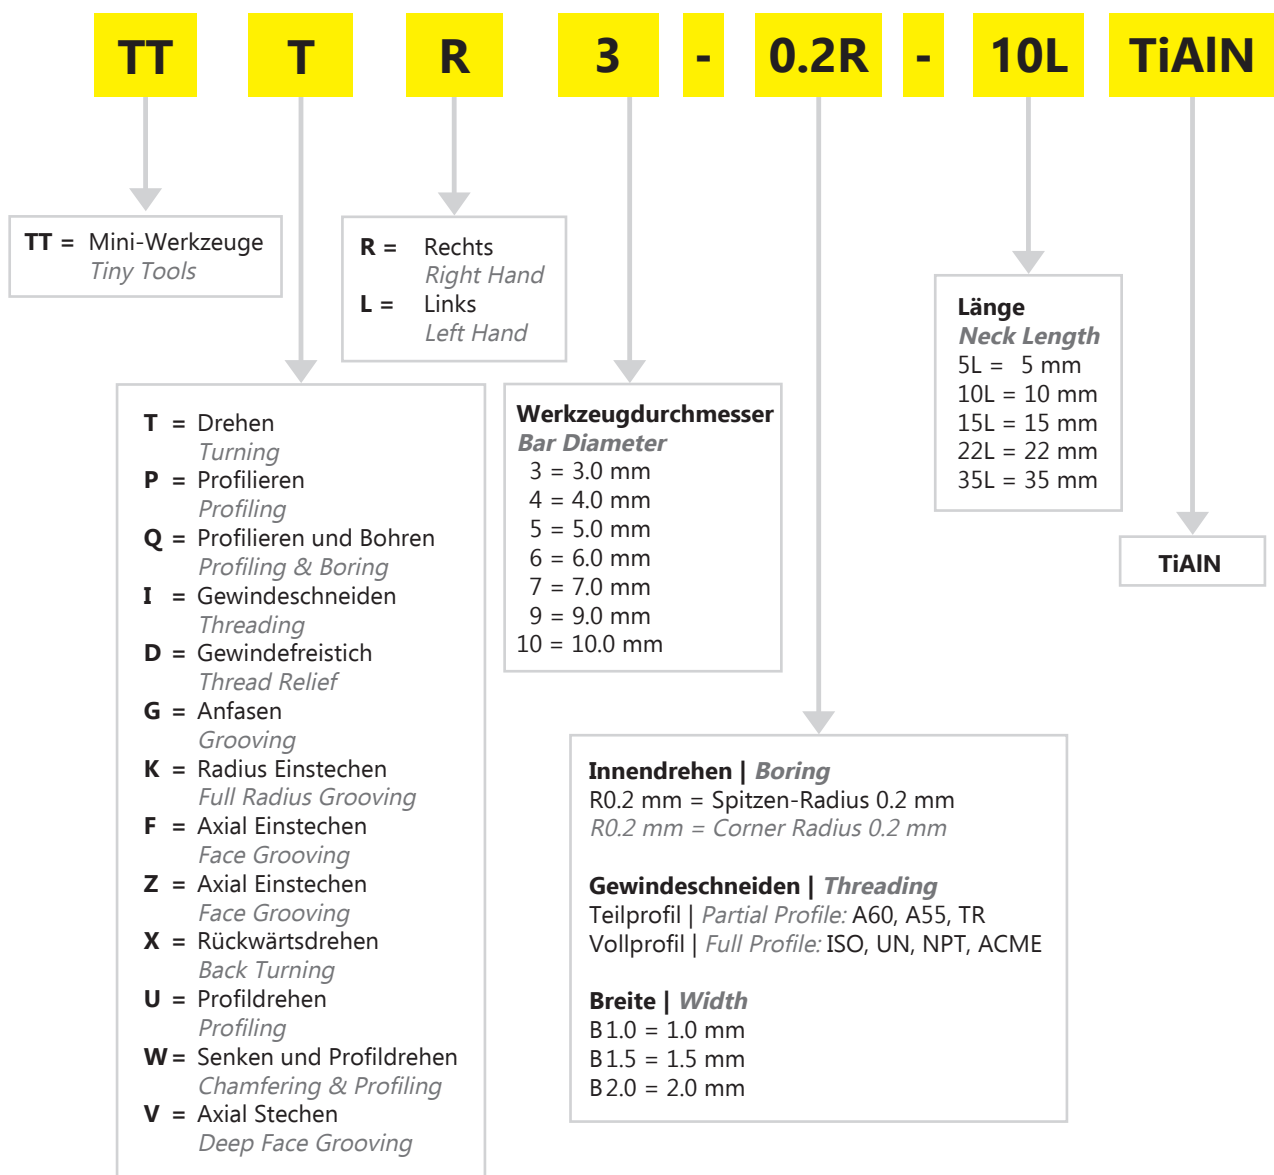 TT T R 3 - 0.2R - 10L TiAlN
TT = Mini-Werkzeuge
Tiny Tools
R = Rechts
Right Hand
L = Links
Left Hand
Länge
Neck Length
5L = 5 mm
10L = 10 mm
15L = 15 mm
22L = 22 mm
35L = 35 mm
TiAlN
T = Drehen
Turning
P = Profilieren
Profiling
Q = Profilieren und Bohren
Profiling & Boring
I = Gewindeschneiden
Threading
D = Gewindefreistich
Thread Relief
G = Anfasen
Grooving
K = Radius Einstechen
Full Radius Grooving
F = Axial Einstechen
Face Grooving
Z = Axial Einstechen
Face Grooving
X = Rückwärtsdrehen
Back Turning
U = Profildrehen
Profiling
W = Senken und Profildrehen
Chamfering & Profiling
V = Axial Stechen
Deep Face Grooving
Werkzeugdurchmesser
Bar Diameter
3 = 3.0 mm
4 = 4.0 mm
5 = 5.0 mm
6 = 6.0 mm
7 = 7.0 mm
9 = 9.0 mm
10 = 10.0 mm
Innendrehen | Boring
R0.2 mm = Spitzen-Radius 0.2 mm
R0.2 mm = Corner Radius 0.2 mm
Gewindeschneiden | Threading
Teilprofil | Partial Profile: A60, A55, TR
Vollprofil | Full Profile: ISO, UN, NPT, ACME
Breite | Width
B1.0 = 1.0 mm
B1.5 = 1.5 mm
B2.0 = 2.0 mm